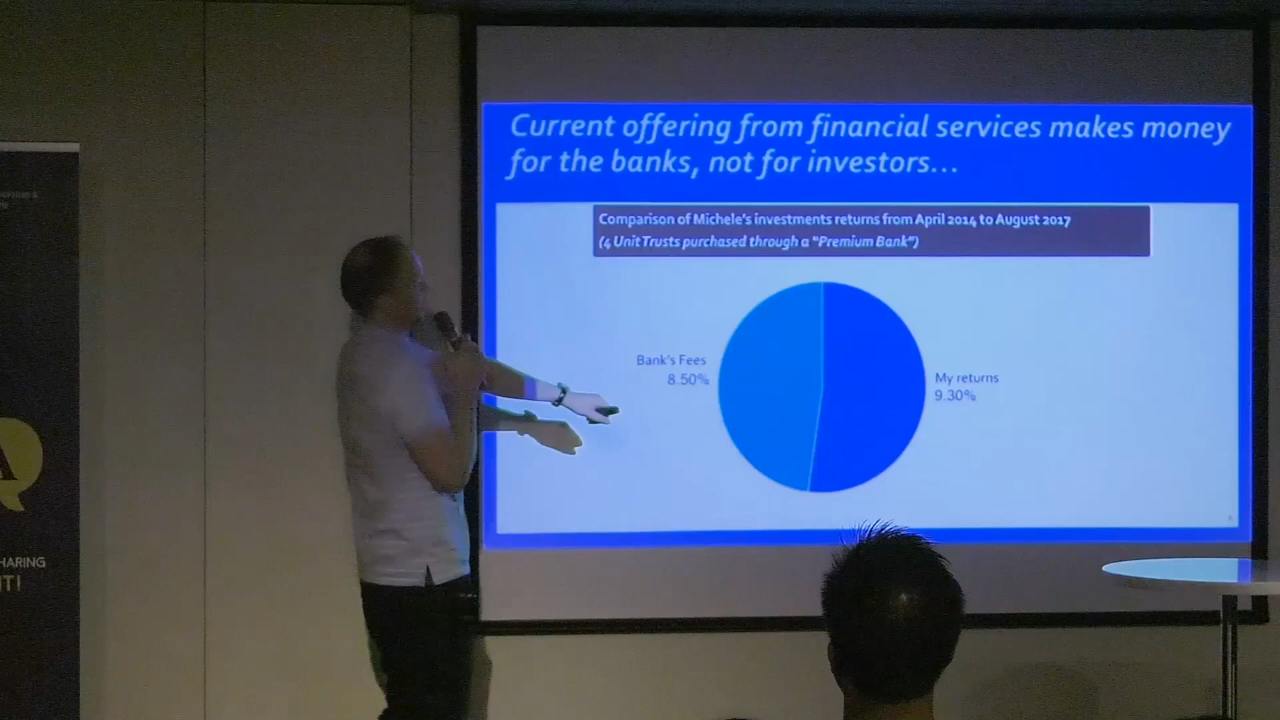 Current offering from financial services makes money
for the banks, not for investors...
Comparison of Michele's investments returns from April 2014 to August 2017
(4 Unit Trusts purchased through a "Premium Bank")
Bank's Fees
8.50%
My returns
9.30%
A
HARING
IT!